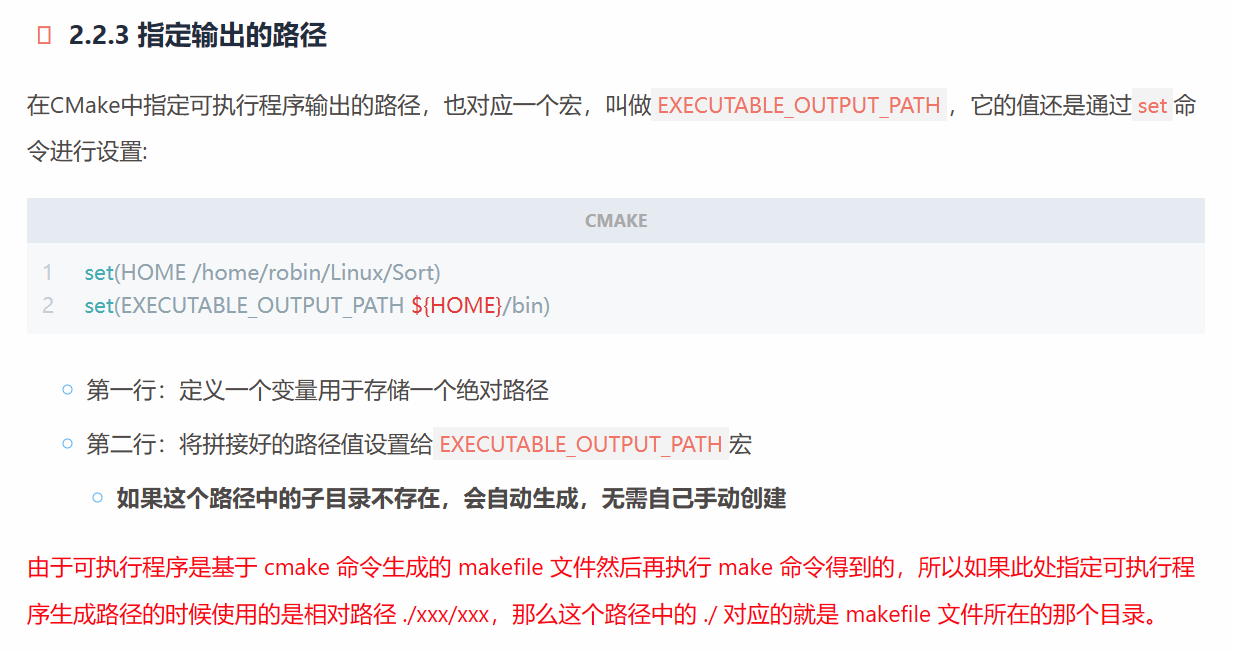 2.2.3 指定输出的路径
在CMake中指定可执行程序输出的路径，也对应一个宏，叫做 EXECUTABLE_OUTPUT_PATH ，它的值还是通过 set 命
令进行设置:
CMAKE
1 set(HOME /home/robin/Linux/Sort)
2 set(EXECUTABLE_OUTPUT_PATH ${HOME}/bin)
第一行：定义一个变量用于存储一个绝对路径
第二行：将拼接好的路径值设置给 EXECUTABLE_OUTPUT_PATH 宏
如果这个路径中的子目录不存在，会自动生成，无需自己手动创建
由于可执行程序是基于 cmake 命令生成的 makefile 文件然后再执行 make 命令得到的，所以如果此处指定可执行程
序生成路径的时候使用的是相对路径 ./xxx/xxx，那么这个路径中的 ./ 对应的就是 makefile 文件所在的那个目录。